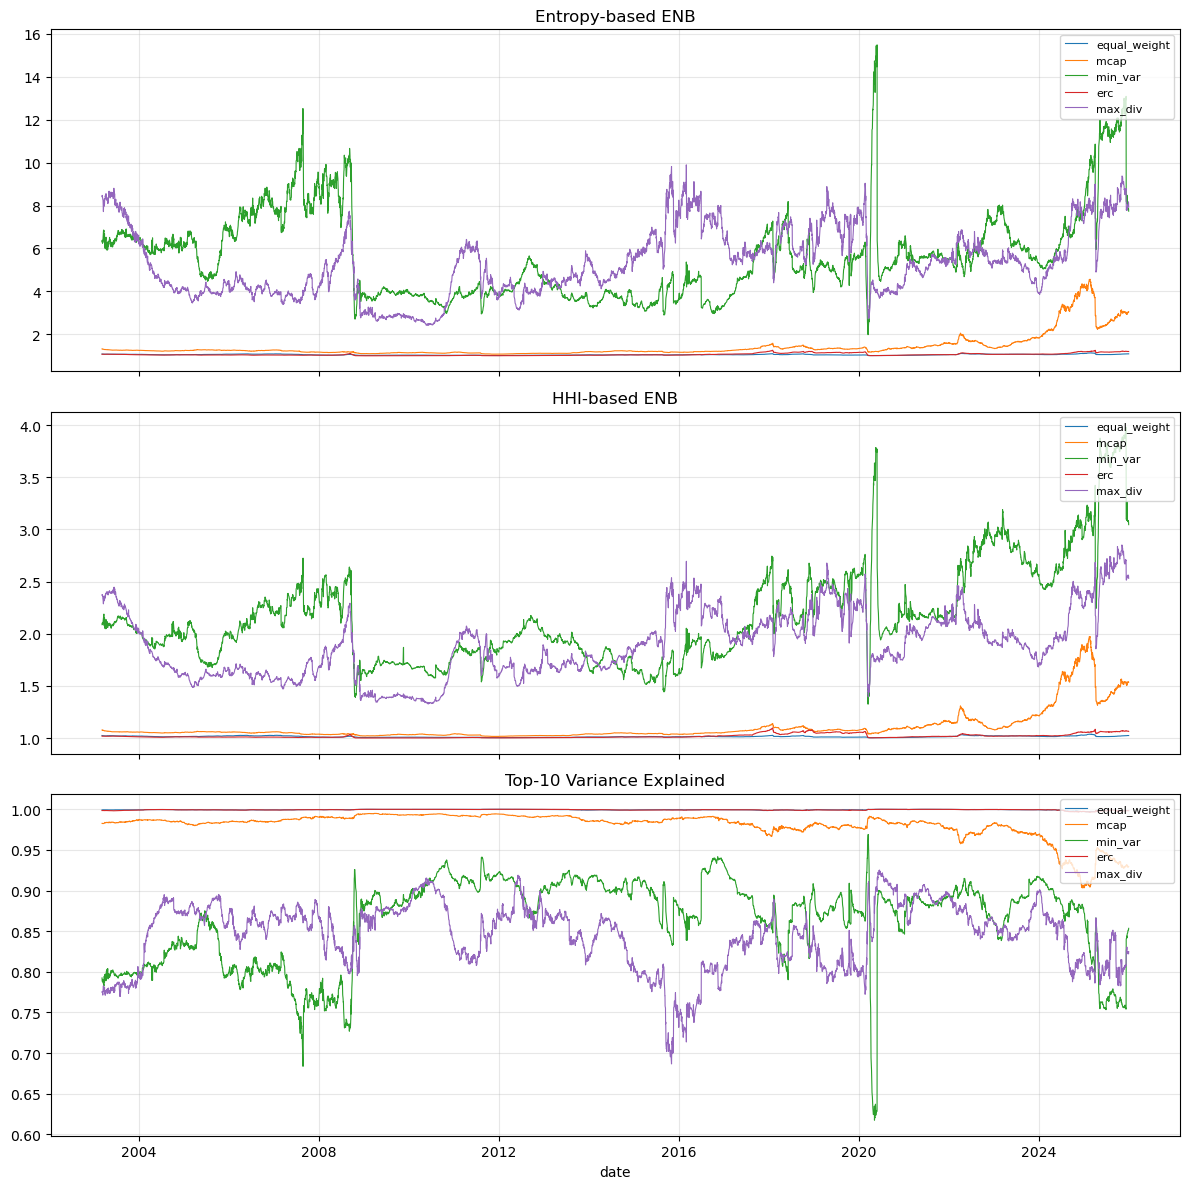 Entropy-based ENB
16
14
12
10
8
6
4
2
equal_weight
mcap
min_var
erc
max_div
HHI-based ENB
4.0
3.5
3.0
2.5
2.0
1.5
1.0
equal_weight
mcap
min_var
erc
max_div
Top-10 Variance Explained
1.00
0.95
0.90
0.85
0.80
0.75
0.70
0.65
0.60
equal_weight
mcap
min_var
erc
max_div
2004
2008
2012
2016
2020
2024
date